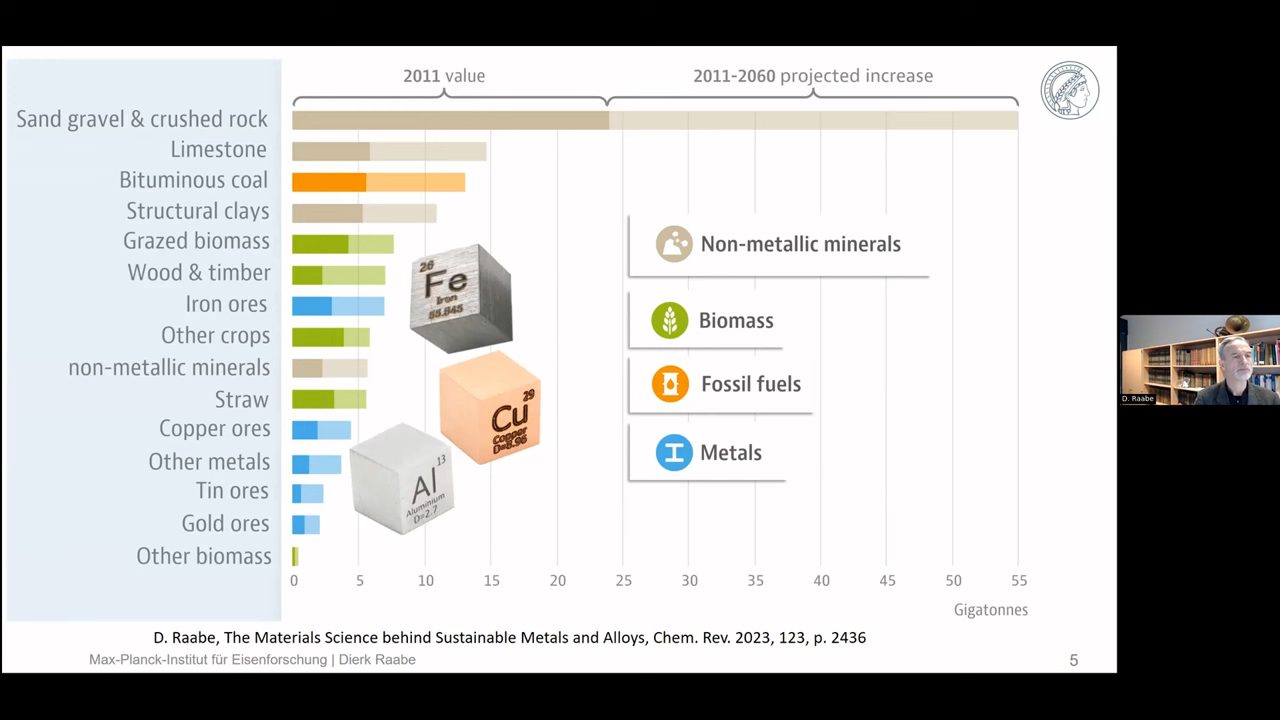 2011 value
2011-2060 projected increase
Sand gravel & crushed rock
Limestone
Bituminous coal
Structural clays
Grazed biomass
Wood & timber
Iron ores
Other crops
non-metallic minerals
Straw
Copper ores
Other metals
Tin ores
Gold ores
Other biomass
26
Fe
Iron
55.845
29
Cu
Copper
D=8.96
13
Al
Aluminium
D=2.7
Non-metallic minerals
Biomass
Fossil fuels
Metals
0 5 10 15 20 25 30 35 40 45 50 55
Gigatonnes
D. Raabe, The Materials Science behind Sustainable Metals and Alloys, Chem. Rev. 2023, 123, p. 2436
Max-Planck-Institut für Eisenforschung | Dierk Raabe
5
D. Raabe